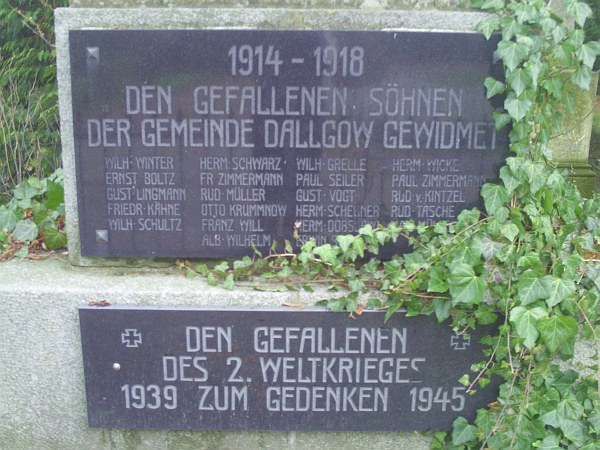 1914 - 1918
DEN GEFALLENEN SÖHNEN
DER GEMEINDE DALLGOW GEWIDMET
WILH· WINTER HERM· SCHWARZ WILH· GRELLE HERM· WICKE
ERNST BOLTZ FR ZIMMERMANN PAUL SEILER PAUL ZIMMERMANN
GUST· LINGMANN RUD· MÜLLER GUST· VOGT RUD v. KINTZEL
FRIEDR· KÄHNE OTTO KRUMMNOW HERM· SCHEUNER RUD· TASCHE
WILH· SCHULTZ FRANZ WILL HERM·
ALB· WILHELM
DEN GEFALLENEN
DES 2. WELTKRIEGES
1939 ZUM GEDENKEN 1945